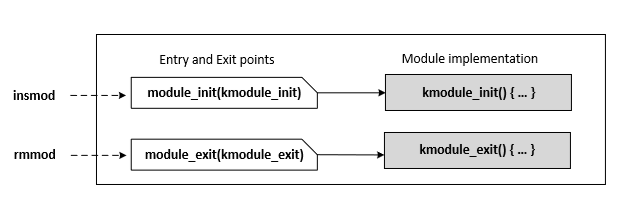 Entry and Exit points
Module implementation
insmod
module_init(kmodule_init)
kmodule_init() { ... }
rmmod
module_exit(kmodule_exit)
kmodule_exit() { ... }